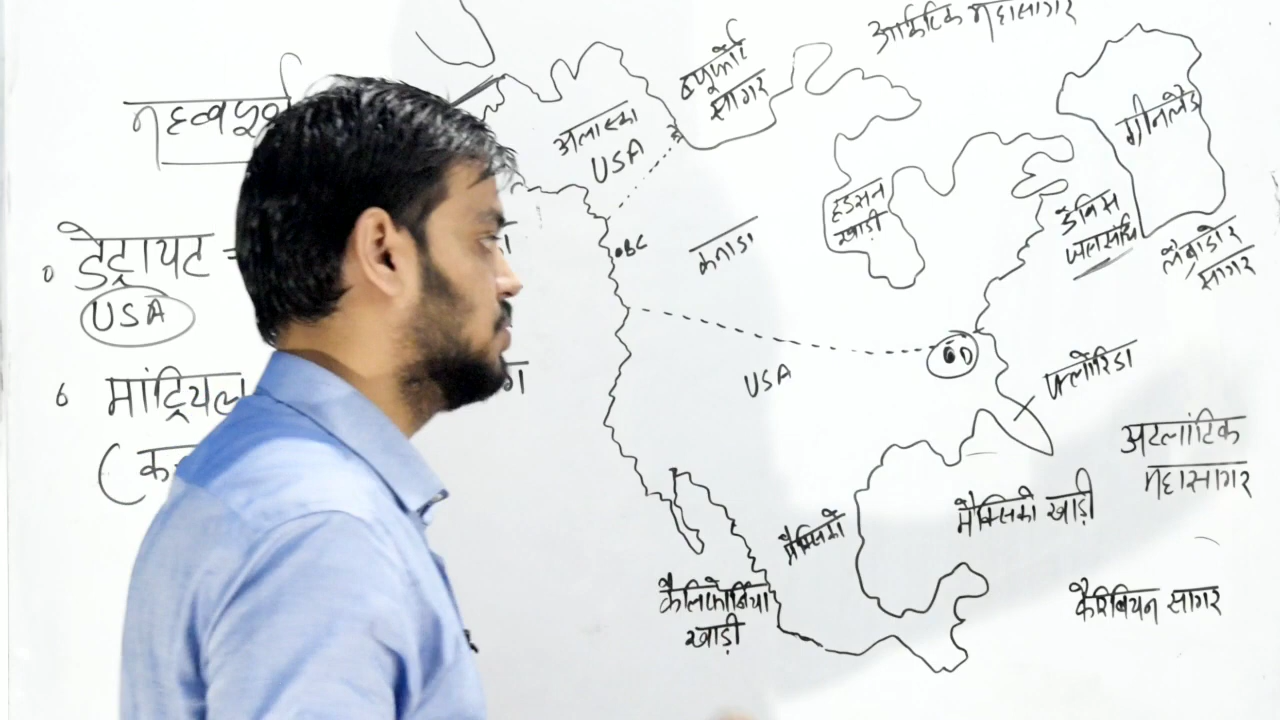 आर्कटिक महासागर
ब्यूफोर्ट
सागर
अलास्का
USA
ग्रीनलैंड
हडसन
खाड़ी
डेविस
जलसंधि
लैब्राडोर
सागर
BC
कनाडा
महत्वपूर्ण
डेट्रायट
USA
मांट्रियल
USA
D
फ्लोरिडा
अटलांटिक
महासागर
मैक्सिको
मैक्सिको खाड़ी
कैलिफोर्निया
खाड़ी
कैरिबियन सागर